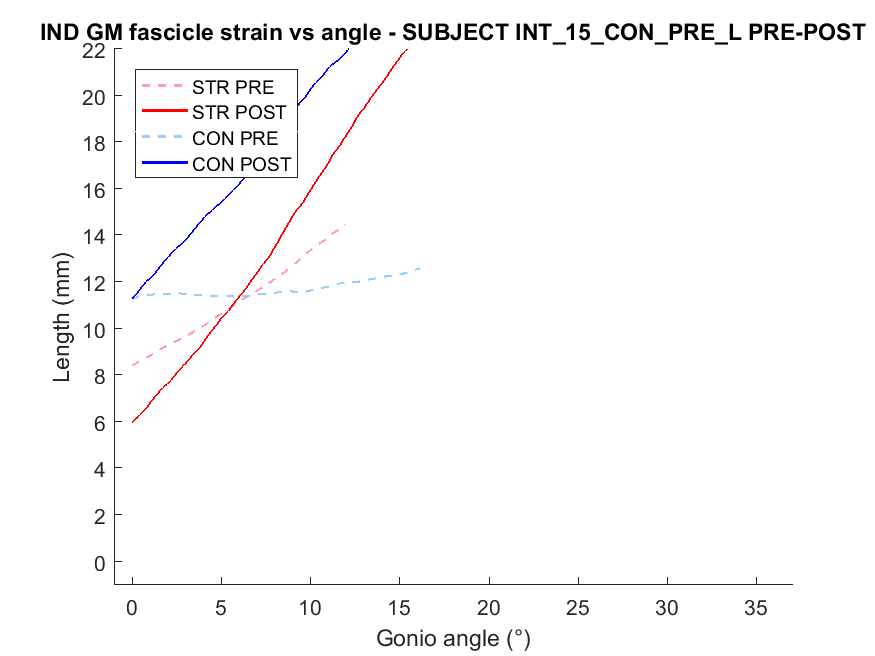 IND GM fascicle strain vs angle - SUBJECT INT_15_CON_PRE_L PRE-POST
22
20
18
16
14
12
10
8
6
4
2
0
Length (mm)
STR PRE
STR POST
CON PRE
CON POST
0 5 10 15 20 25 30 35
Gonio angle (°)